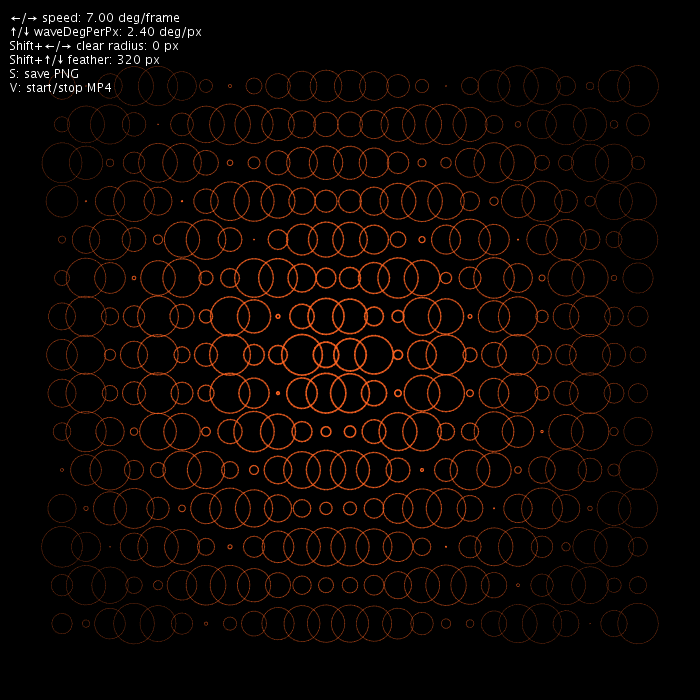 ←/→ speed: 7.00 deg/frame
↑/↓ waveDegPerPx: 2.40 deg/px
Shift+←/→ clear radius: 0 px
Shift+↑/↓ feather: 320 px
S: save PNG
V: start/stop MP4